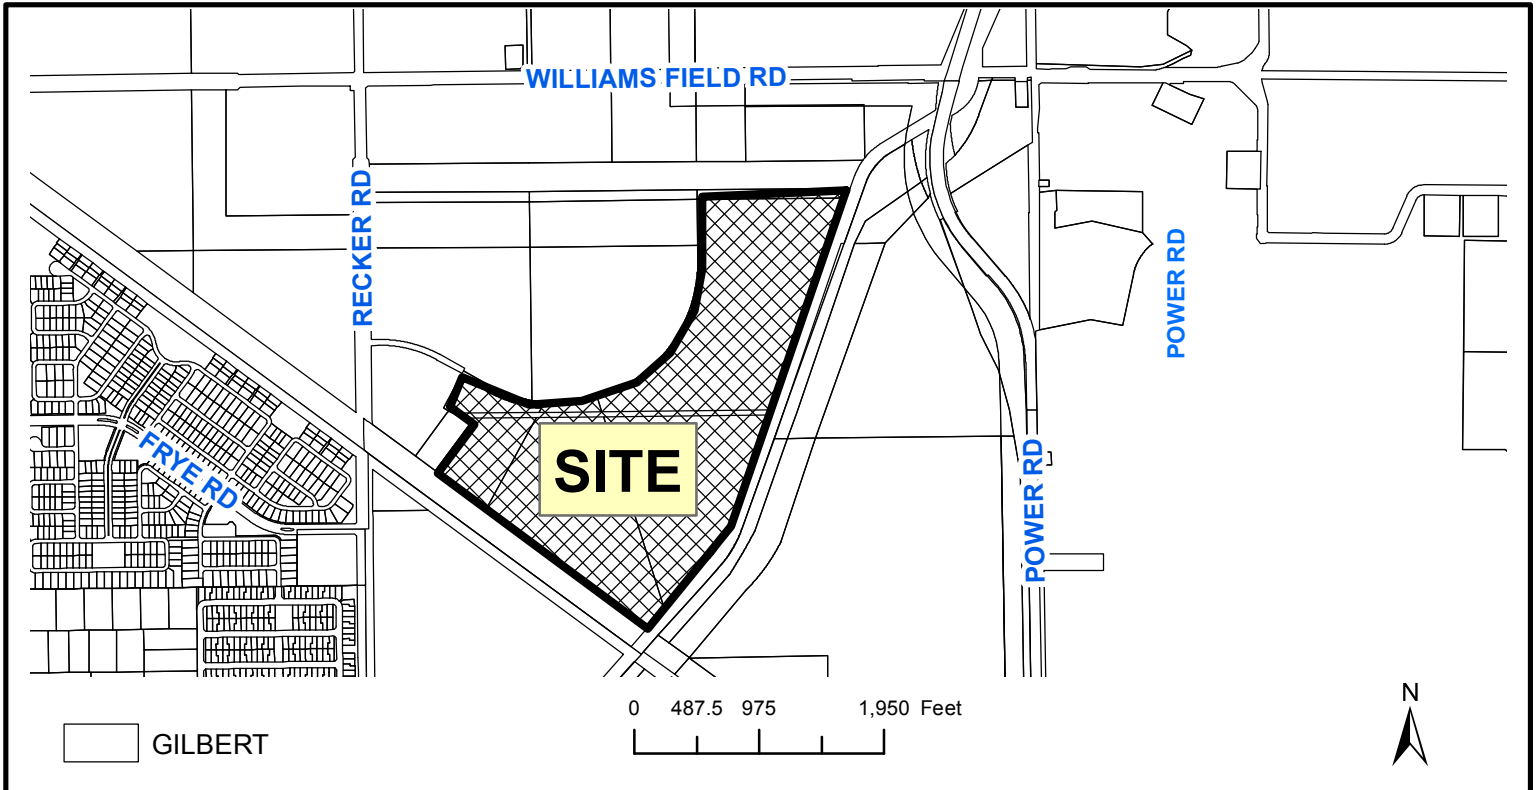 WILLIAMS FIELD RD
RECKER RD
POWER RD
FRYE RD
SITE
POWER RD
0 487.5 975 1,950 Feet
N
GILBERT